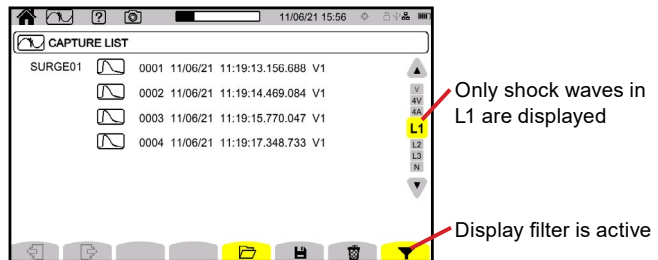 ?
11/06/21 15:56
CAPTURE LIST
SURGE01
0001 11/06/21 11:19:13.156.688 V1
0002 11/06/21 11:19:14.469.084 V1
0003 11/06/21 11:19:15.770.047 V1
0004 11/06/21 11:19:17.348.733 V1
V
4V
4A
L1
L2
L3
N
Only shock waves in
L1 are displayed
Display filter is active